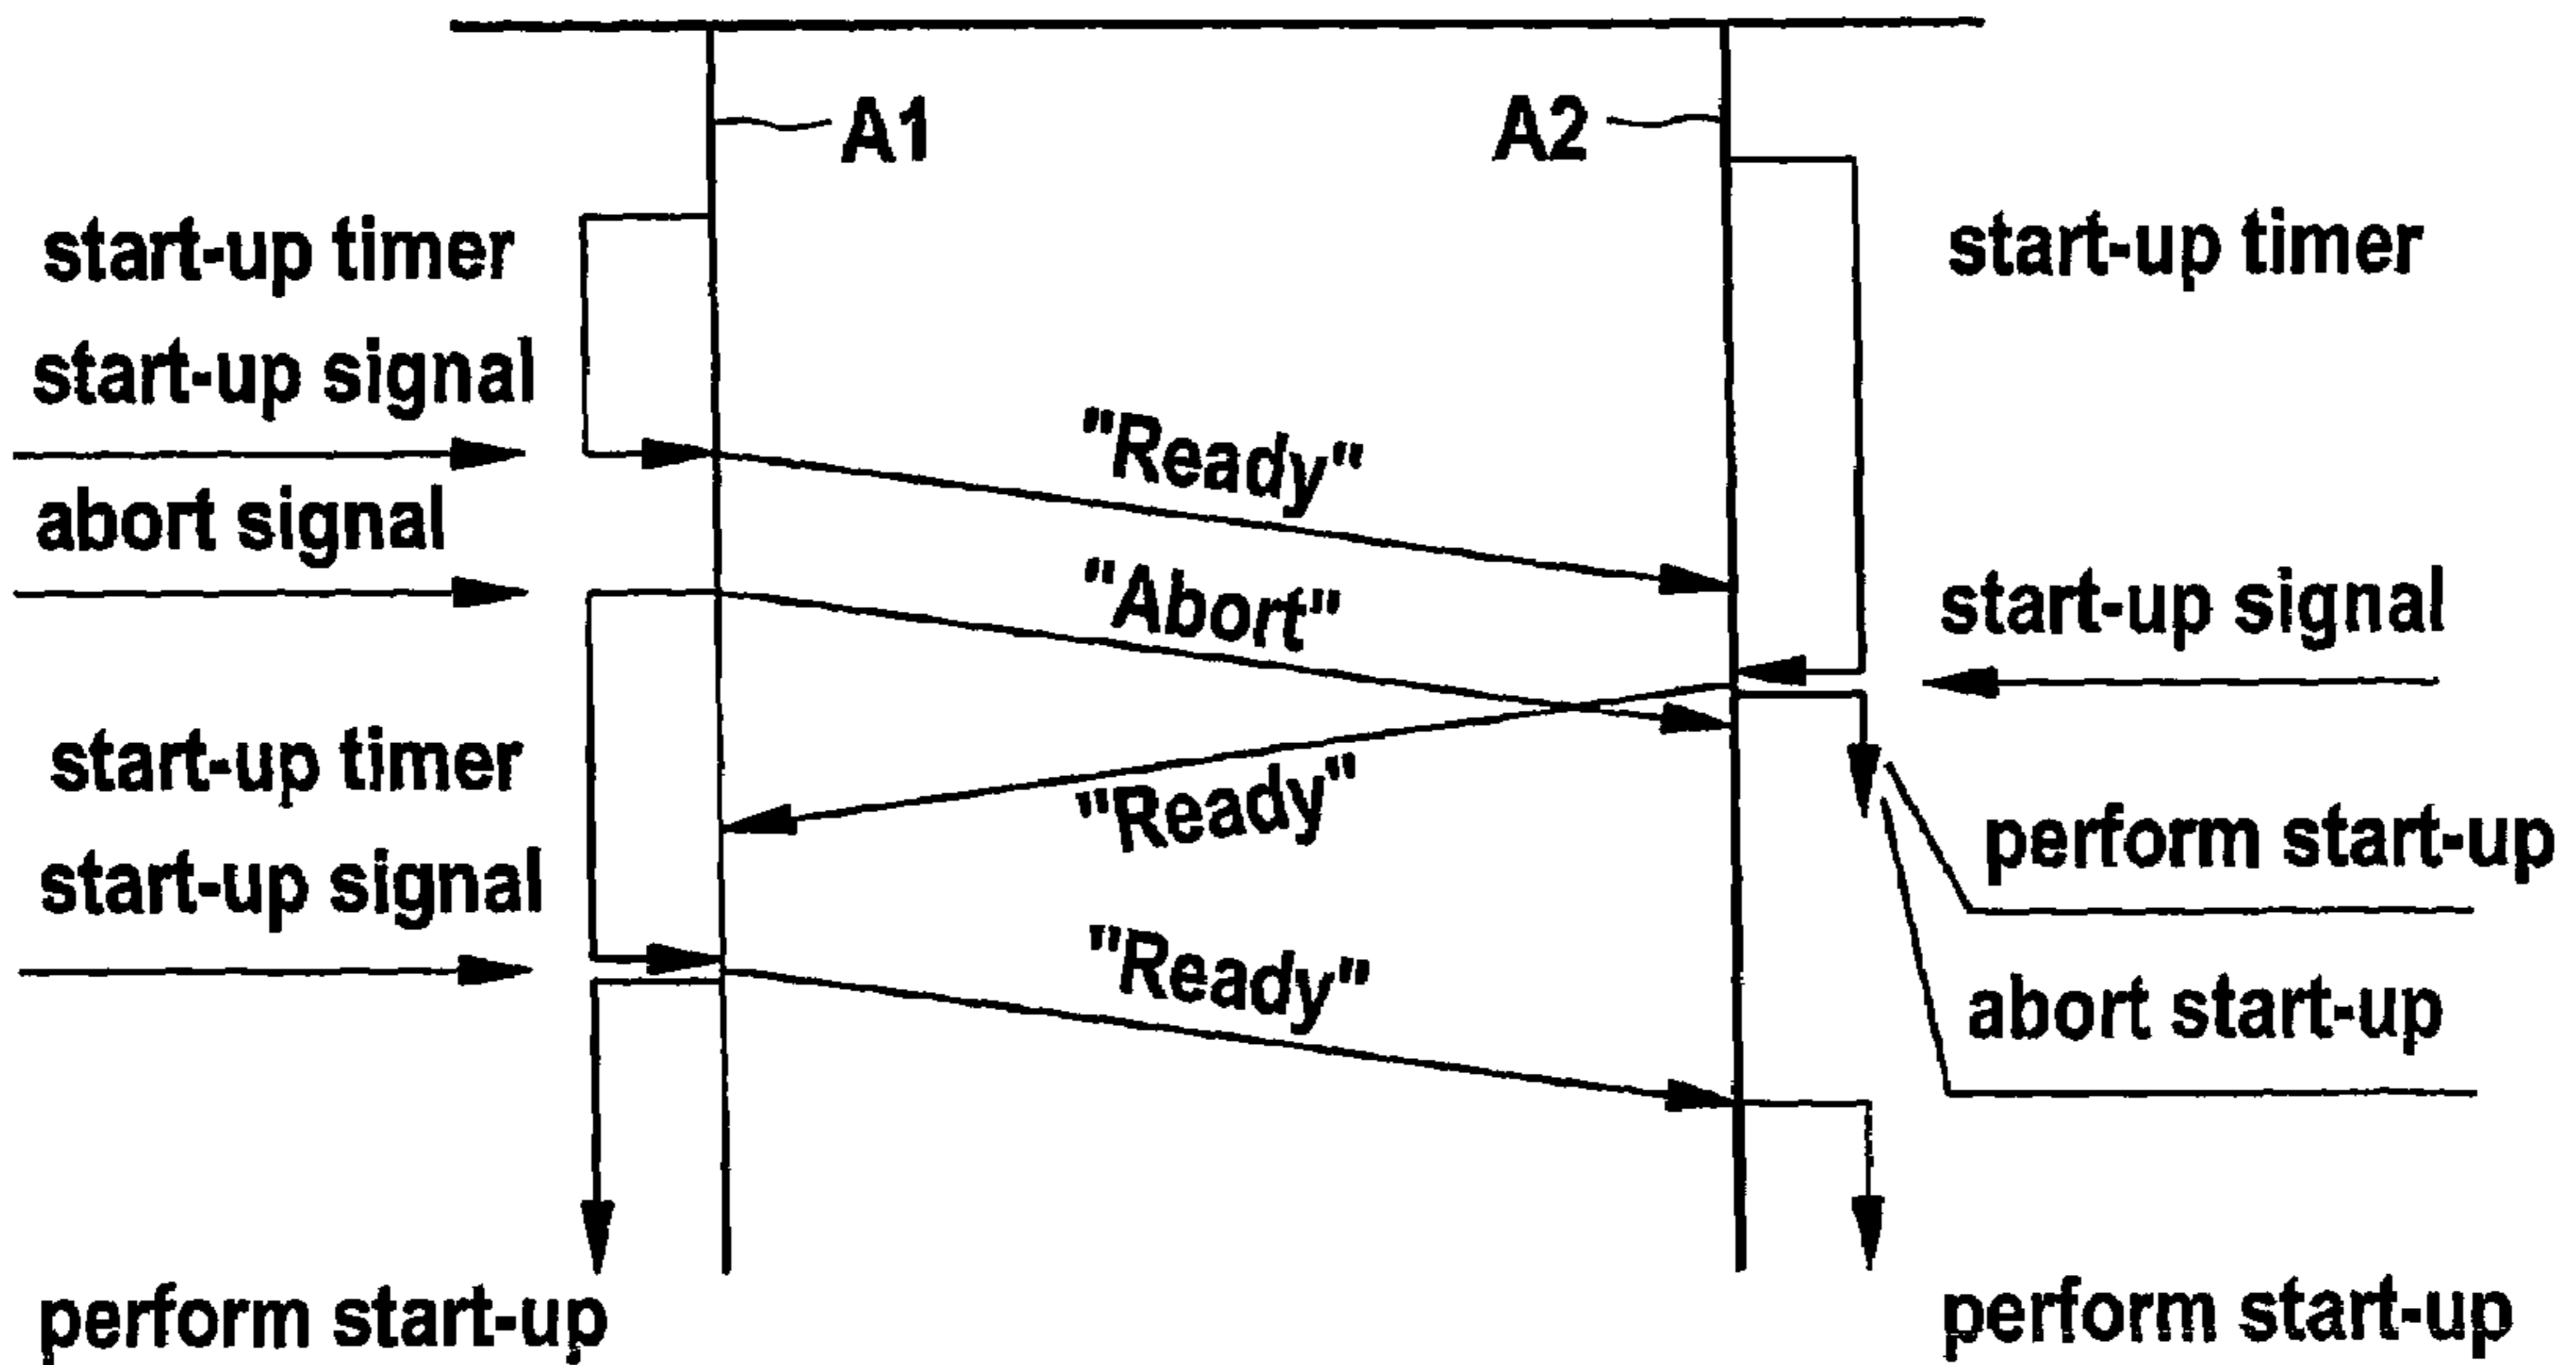 A1
A2
start-up timer
start-up timer
start-up signal
"Ready"
abort signal
"Abort"
start-up signal
start-up timer
"Ready"
perform start-up
start-up signal
"Ready"
abort start-up
perform start-up
perform start-up